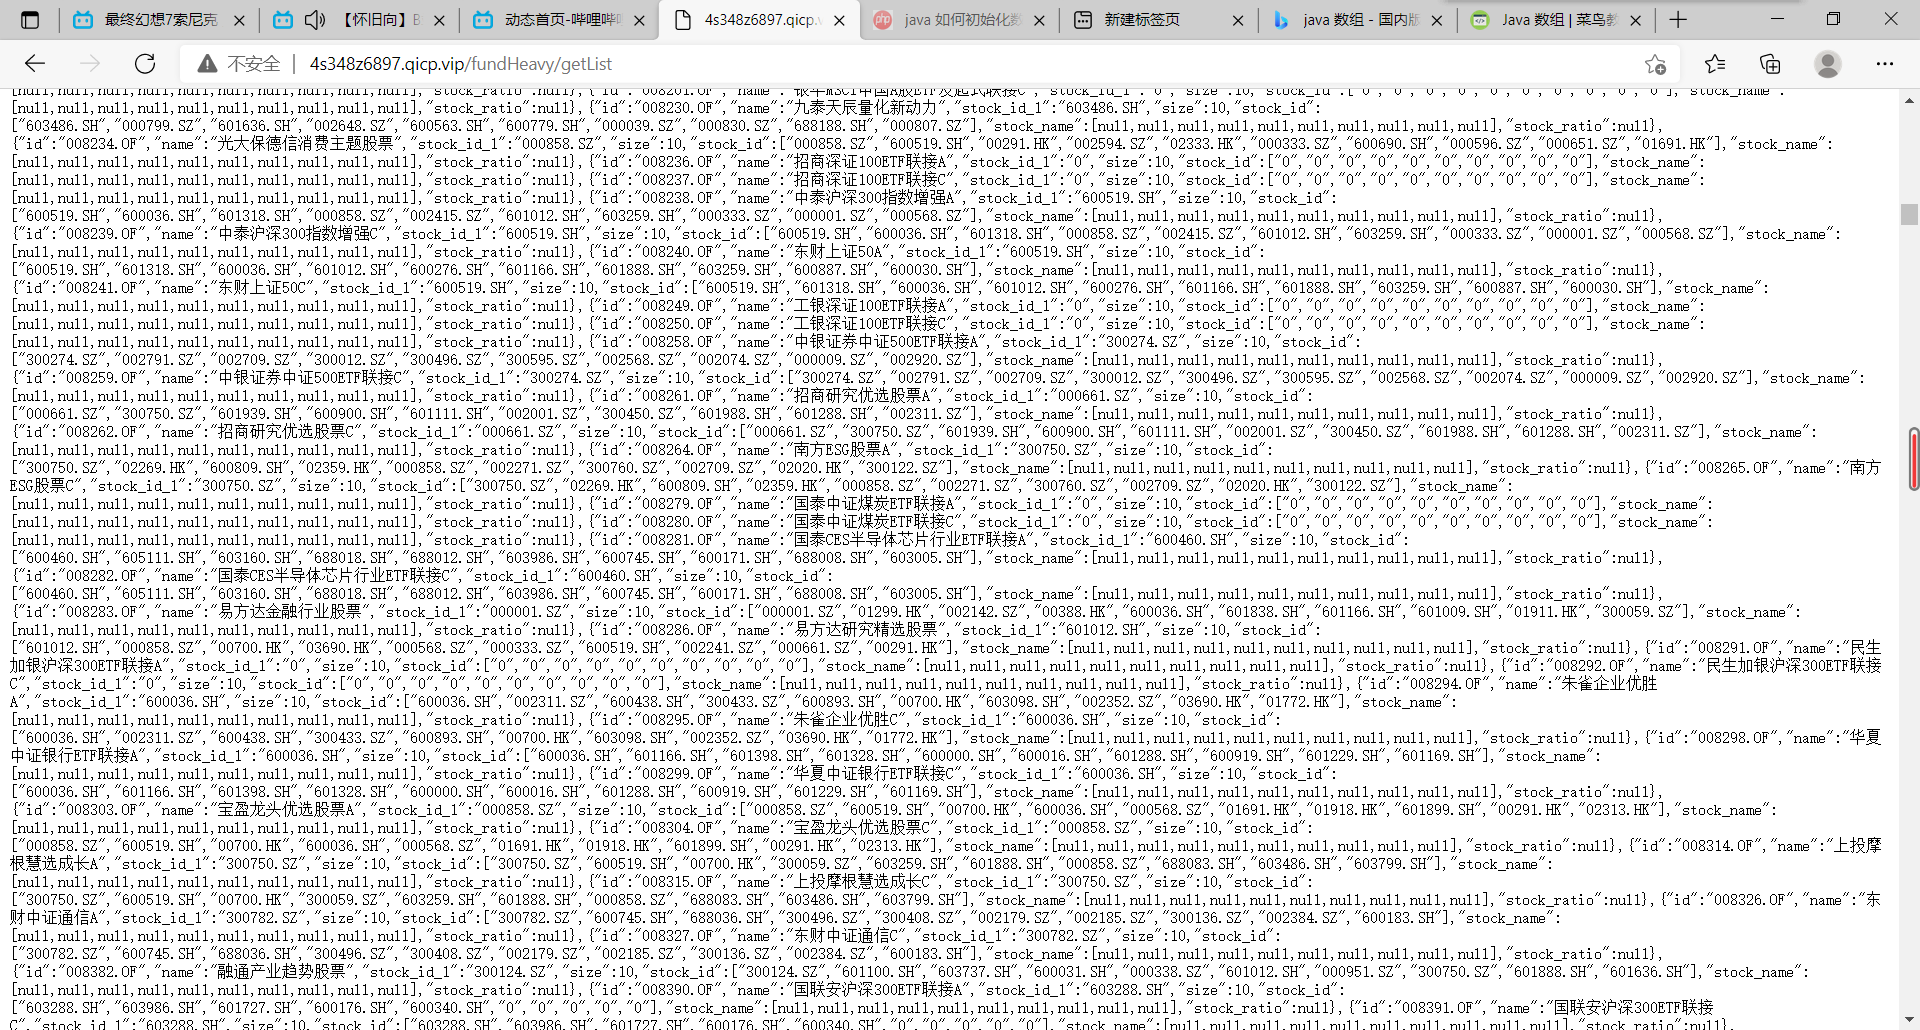 最终幻想7索尼克
【怀旧向】B
动态首页-哔哩哔哩
4s348z6897.qicp.v
java 如何初始化数
新建标签页
java 数组 - 国内版
Java 数组 | 菜鸟教
不安全 | 4s348z6897.qicp.vip/fundHeavy/getList
[null,null,null,null,null,null,null,null,null,null],"stock_ratio":null},{"id":"008201.OF","name":"银华MSCI中国A股ETF发起式联接C","stock_id_1":"0","size":10,"stock_id":["0","0","0","0","0","0","0","0","0","0"],"stock_name":
[null,null,null,null,null,null,null,null,null,null],"stock_ratio":null},{"id":"008230.OF","name":"九泰天辰量化新动力","stock_id_1":"603486.SH","size":10,"stock_id":
["603486.SH","000799.SZ","601636.SH","002648.SZ","600563.SH","600779.SH","000039.SZ","000830.SZ","688188.SH","000807.SZ"],"stock_name":[null,null,null,null,null,null,null,null,null,null],"stock_ratio":null},
{"id":"008234.OF","name":"光大保德信消费主题股票","stock_id_1":"000858.SZ","size":10,"stock_id":["000858.SZ","600519.SH","00291.HK","002594.SZ","02333.HK","000333.SZ","600690.SH","000596.SZ","000651.SZ","01691.HK"],"stock_name":
[null,null,null,null,null,null,null,null,null,null],"stock_ratio":null},{"id":"008236.OF","name":"招商深证100ETF联接A","stock_id_1":"0","size":10,"stock_id":["0","0","0","0","0","0","0","0","0","0"],"stock_name":
[null,null,null,null,null,null,null,null,null,null],"stock_ratio":null},{"id":"008237.OF","name":"招商深证100ETF联接C","stock_id_1":"0","size":10,"stock_id":["0","0","0","0","0","0","0","0","0","0"],"stock_name":
[null,null,null,null,null,null,null,null,null,null],"stock_ratio":null},{"id":"008238.OF","name":"中泰沪深300指数增强A","stock_id_1":"600519.SH","size":10,"stock_id":
["600519.SH","600036.SH","601318.SH","000858.SZ","002415.SZ","601012.SH","603259.SH","000333.SZ","000001.SZ","000568.SZ"],"stock_name":[null,null,null,null,null,null,null,null,null,null],"stock_ratio":null},
{"id":"008239.OF","name":"中泰沪深300指数增强C","stock_id_1":"600519.SH","size":10,"stock_id":["600519.SH","600036.SH","601318.SH","000858.SZ","002415.SZ","601012.SH","603259.SH","000333.SZ","000001.SZ","000568.SZ"],"stock_name":
[null,null,null,null,null,null,null,null,null,null],"stock_ratio":null},{"id":"008240.OF","name":"东财上证50A","stock_id_1":"600519.SH","size":10,"stock_id":
["600519.SH","601318.SH","600036.SH","601012.SH","600276.SH","601166.SH","601888.SH","603259.SH","600887.SH","600030.SH"],"stock_name":[null,null,null,null,null,null,null,null,null,null],"stock_ratio":null},
{"id":"008241.OF","name":"东财上证50C","stock_id_1":"600519.SH","size":10,"stock_id":["600519.SH","601318.SH","600036.SH","601012.SH","600276.SH","601166.SH","601888.SH","603259.SH","600887.SH","600030.SH"],"stock_name":
[null,null,null,null,null,null,null,null,null,null],"stock_ratio":null},{"id":"008249.OF","name":"工银深证100ETF联接A","stock_id_1":"0","size":10,"stock_id":["0","0","0","0","0","0","0","0","0","0"],"stock_name":
[null,null,null,null,null,null,null,null,null,null],"stock_ratio":null},{"id":"008250.OF","name":"工银深证100ETF联接C","stock_id_1":"0","size":10,"stock_id":["0","0","0","0","0","0","0","0","0","0"],"stock_name":
[null,null,null,null,null,null,null,null,null,null],"stock_ratio":null},{"id":"008258.OF","name":"中银证券中证500ETF联接A","stock_id_1":"300274.SZ","size":10,"stock_id":
["300274.SZ","002791.SZ","002709.SZ","300012.SZ","300496.SZ","300595.SZ","002568.SZ","002074.SZ","000009.SZ","002920.SZ"],"stock_name":[null,null,null,null,null,null,null,null,null,null],"stock_ratio":null},
{"id":"008259.OF","name":"中银证券中证500ETF联接C","stock_id_1":"300274.SZ","size":10,"stock_id":["300274.SZ","002791.SZ","002709.SZ","300012.SZ","300496.SZ","300595.SZ","002568.SZ","002074.SZ","000009.SZ","002920.SZ"],"stock_name":
[null,null,null,null,null,null,null,null,null,null],"stock_ratio":null},{"id":"008261.OF","name":"招商研究优选股票A","stock_id_1":"000661.SZ","size":10,"stock_id":
["000661.SZ","300750.SZ","601939.SH","600900.SH","601111.SH","002001.SZ","300450.SZ","601988.SH","601288.SH","002311.SZ"],"stock_name":[null,null,null,null,null,null,null,null,null,null],"stock_ratio":null},
{"id":"008262.OF","name":"招商研究优选股票C","stock_id_1":"000661.SZ","size":10,"stock_id":["000661.SZ","300750.SZ","601939.SH","600900.SH","601111.SH","002001.SZ","300450.SZ","601988.SH","601288.SH","002311.SZ"],"stock_name":
[null,null,null,null,null,null,null,null,null,null],"stock_ratio":null},{"id":"008264.OF","name":"南方ESG股票A","stock_id_1":"300750.SZ","size":10,"stock_id":
["300750.SZ","02269.HK","600809.SH","02359.HK","000858.SZ","002271.SZ","300760.SZ","002709.SZ","02020.HK","300122.SZ"],"stock_name":[null,null,null,null,null,null,null,null,null,null],"stock_ratio":null},{"id":"008265.OF","name":"南方
ESG股票C","stock_id_1":"300750.SZ","size":10,"stock_id":["300750.SZ","02269.HK","600809.SH","02359.HK","000858.SZ","002271.SZ","300760.SZ","002709.SZ","02020.HK","300122.SZ"],"stock_name":
[null,null,null,null,null,null,null,null,null,null],"stock_ratio":null},{"id":"008279.OF","name":"国泰中证煤炭ETF联接A","stock_id_1":"0","size":10,"stock_id":["0","0","0","0","0","0","0","0","0","0"],"stock_name":
[null,null,null,null,null,null,null,null,null,null],"stock_ratio":null},{"id":"008280.OF","name":"国泰中证煤炭ETF联接C","stock_id_1":"0","size":10,"stock_id":["0","0","0","0","0","0","0","0","0","0"],"stock_name":
[null,null,null,null,null,null,null,null,null,null],"stock_ratio":null},{"id":"008281.OF","name":"国泰CES半导体芯片行业ETF联接A","stock_id_1":"600460.SH","size":10,"stock_id":
["600460.SH","605111.SH","603160.SH","688018.SH","688012.SH","603986.SH","600745.SH","600171.SH","688008.SH","603005.SH"],"stock_name":[null,null,null,null,null,null,null,null,null,null],"stock_ratio":null},
{"id":"008282.OF","name":"国泰CES半导体芯片行业ETF联接C","stock_id_1":"600460.SH","size":10,"stock_id":
["600460.SH","605111.SH","603160.SH","688018.SH","688012.SH","603986.SH","600745.SH","600171.SH","688008.SH","603005.SH"],"stock_name":[null,null,null,null,null,null,null,null,null,null],"stock_ratio":null},
{"id":"008283.OF","name":"易方达金融行业股票","stock_id_1":"000001.SZ","size":10,"stock_id":["000001.SZ","01299.HK","002142.SZ","00388.HK","600036.SH","601838.SH","601166.SH","601009.SH","01911.HK","300059.SZ"],"stock_name":
[null,null,null,null,null,null,null,null,null,null],"stock_ratio":null},{"id":"008286.OF","name":"易方达研究精选股票","stock_id_1":"601012.SH","size":10,"stock_id":
["601012.SH","000858.SZ","00700.HK","03690.HK","000568.SZ","000333.SZ","600519.SH","002241.SZ","000661.SZ","00291.HK"],"stock_name":[null,null,null,null,null,null,null,null,null,null],"stock_ratio":null},{"id":"008291.OF","name":"民生
加银沪深300ETF联接A","stock_id_1":"0","size":10,"stock_id":["0","0","0","0","0","0","0","0","0","0"],"stock_name":[null,null,null,null,null,null,null,null,null,null],"stock_ratio":null},{"id":"008292.OF","name":"民生加银沪深300ETF联接
C","stock_id_1":"0","size":10,"stock_id":["0","0","0","0","0","0","0","0","0","0"],"stock_name":[null,null,null,null,null,null,null,null,null,null],"stock_ratio":null},{"id":"008294.OF","name":"朱雀企业优胜
A","stock_id_1":"600036.SH","size":10,"stock_id":["600036.SH","002311.SZ","600438.SH","300433.SZ","600893.SH","00700.HK","603098.SH","002352.SZ","03690.HK","01772.HK"],"stock_name":
[null,null,null,null,null,null,null,null,null,null],"stock_ratio":null},{"id":"008295.OF","name":"朱雀企业优胜C","stock_id_1":"600036.SH","size":10,"stock_id":
["600036.SH","002311.SZ","600438.SH","300433.SZ","600893.SH","00700.HK","603098.SH","002352.SZ","03690.HK","01772.HK"],"stock_name":[null,null,null,null,null,null,null,null,null,null],"stock_ratio":null},{"id":"008298.OF","name":"华夏
中证银行ETF联接A","stock_id_1":"600036.SH","size":10,"stock_id":["600036.SH","601166.SH","601398.SH","601328.SH","600000.SH","600016.SH","601288.SH","600919.SH","601229.SH","601169.SH"],"stock_name":
[null,null,null,null,null,null,null,null,null,null],"stock_ratio":null},{"id":"008299.OF","name":"华夏中证银行ETF联接C","stock_id_1":"600036.SH","size":10,"stock_id":
["600036.SH","601166.SH","601398.SH","601328.SH","600000.SH","600016.SH","601288.SH","600919.SH","601229.SH","601169.SH"],"stock_name":[null,null,null,null,null,null,null,null,null,null],"stock_ratio":null},
{"id":"008303.OF","name":"宝盈龙头优选股票A","stock_id_1":"000858.SZ","size":10,"stock_id":["000858.SZ","600519.SH","00700.HK","600036.SH","000568.SZ","01691.HK","01918.HK","601899.SH","00291.HK","02313.HK"],"stock_name":
[null,null,null,null,null,null,null,null,null,null],"stock_ratio":null},{"id":"008304.OF","name":"宝盈龙头优选股票C","stock_id_1":"000858.SZ","size":10,"stock_id":
["000858.SZ","600519.SH","00700.HK","600036.SH","000568.SZ","01691.HK","01918.HK","601899.SH","00291.HK","02313.HK"],"stock_name":[null,null,null,null,null,null,null,null,null,null],"stock_ratio":null},{"id":"008314.OF","name":"上投摩
根慧选成长A","stock_id_1":"300750.SZ","size":10,"stock_id":["300750.SZ","600519.SH","00700.HK","300059.SZ","603259.SH","601888.SH","000858.SZ","688083.SH","603486.SH","603799.SH"],"stock_name":
[null,null,null,null,null,null,null,null,null,null],"stock_ratio":null},{"id":"008315.OF","name":"上投摩根慧选成长C","stock_id_1":"300750.SZ","size":10,"stock_id":
["300750.SZ","600519.SH","00700.HK","300059.SZ","603259.SH","601888.SH","000858.SZ","688083.SH","603486.SH","603799.SH"],"stock_name":[null,null,null,null,null,null,null,null,null,null],"stock_ratio":null},{"id":"008326.OF","name":"东
财中证通信A","stock_id_1":"300782.SZ","size":10,"stock_id":["300782.SZ","600745.SH","688036.SH","300496.SZ","300408.SZ","002179.SZ","002185.SZ","300136.SZ","002384.SZ","600183.SH"],"stock_name":
[null,null,null,null,null,null,null,null,null,null],"stock_ratio":null},{"id":"008327.OF","name":"东财中证通信C","stock_id_1":"300782.SZ","size":10,"stock_id":
["300782.SZ","600745.SH","688036.SH","300496.SZ","300408.SZ","002179.SZ","002185.SZ","300136.SZ","002384.SZ","600183.SH"],"stock_name":[null,null,null,null,null,null,null,null,null,null],"stock_ratio":null},
{"id":"008382.OF","name":"融通产业趋势股票","stock_id_1":"300124.SZ","size":10,"stock_id":["300124.SZ","601100.SH","603737.SH","600031.SH","000338.SZ","601012.SH","000951.SZ","300750.SZ","601888.SH","601636.SH"],"stock_name":
[null,null,null,null,null,null,null,null,null,null],"stock_ratio":null},{"id":"008390.OF","name":"国联安沪深300ETF联接A","stock_id_1":"603288.SH","size":10,"stock_id":
["603288.SH","603986.SH","601727.SH","600176.SH","600340.SH","0","0","0","0","0"],"stock_name":[null,null,null,null,null,null,null,null,null,null],"stock_ratio":null},{"id":"008391.OF","name":"国联安沪深300ETF联接
C","stock_id_1":"603288.SH","size":10,"stock_id":["603288.SH","603986.SH","601727.SH","600176.SH","600340.SH","0","0","0","0","0"],"stock_name":[null,null,null,null,null,null,null,null,null,null],"stock_ratio":null},